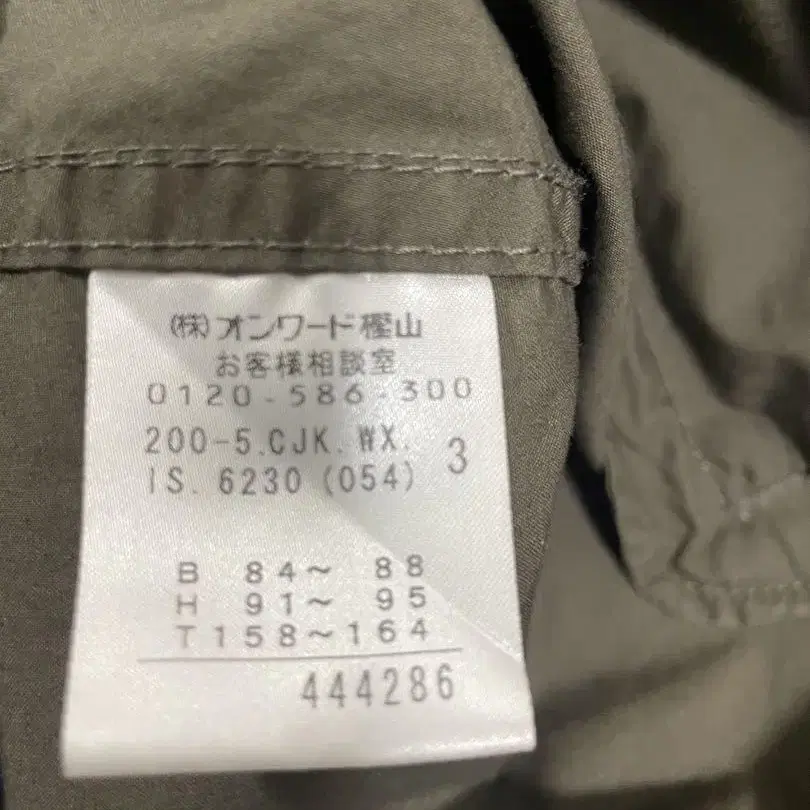 (株)オンワード樫山
お客様相談室
0120-586-300
200-5.CJK.WX. 3
IS.6230(054)
B 84～ 88
H 91～ 95
T158～164
444286